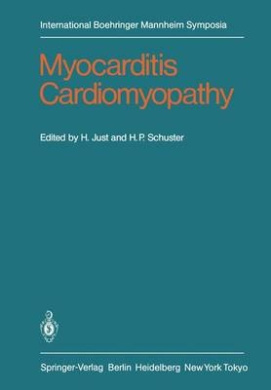 International Boehringer Mannheim Symposia
Myocarditis
Cardiomyopathy
Edited by H. Just and H.P. Schuster
Springer-Verlag Berlin Heidelberg New York Tokyo